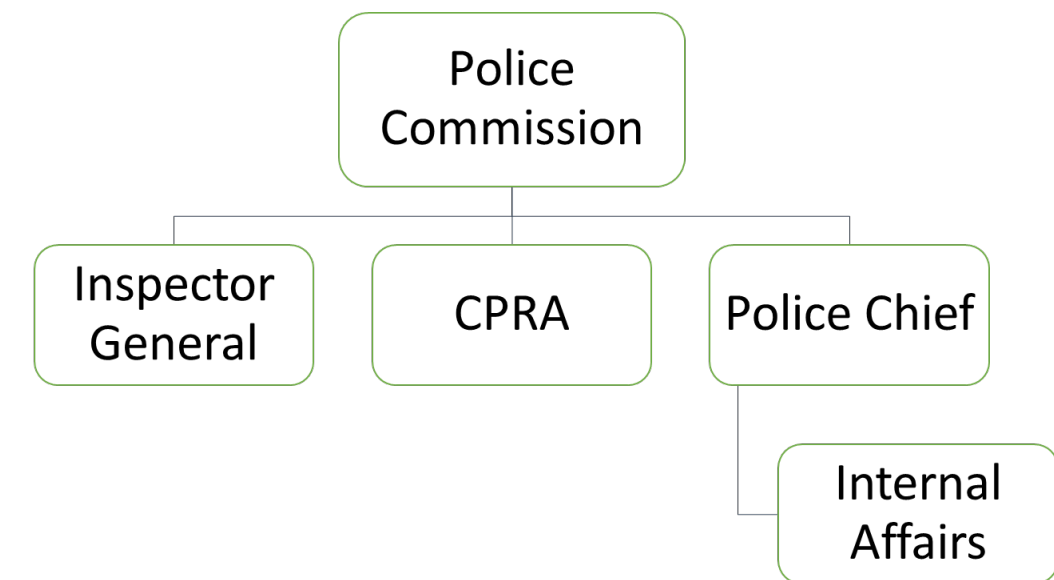 Police
Commission
Inspector
General
CPRA
Police Chief
Internal
Affairs